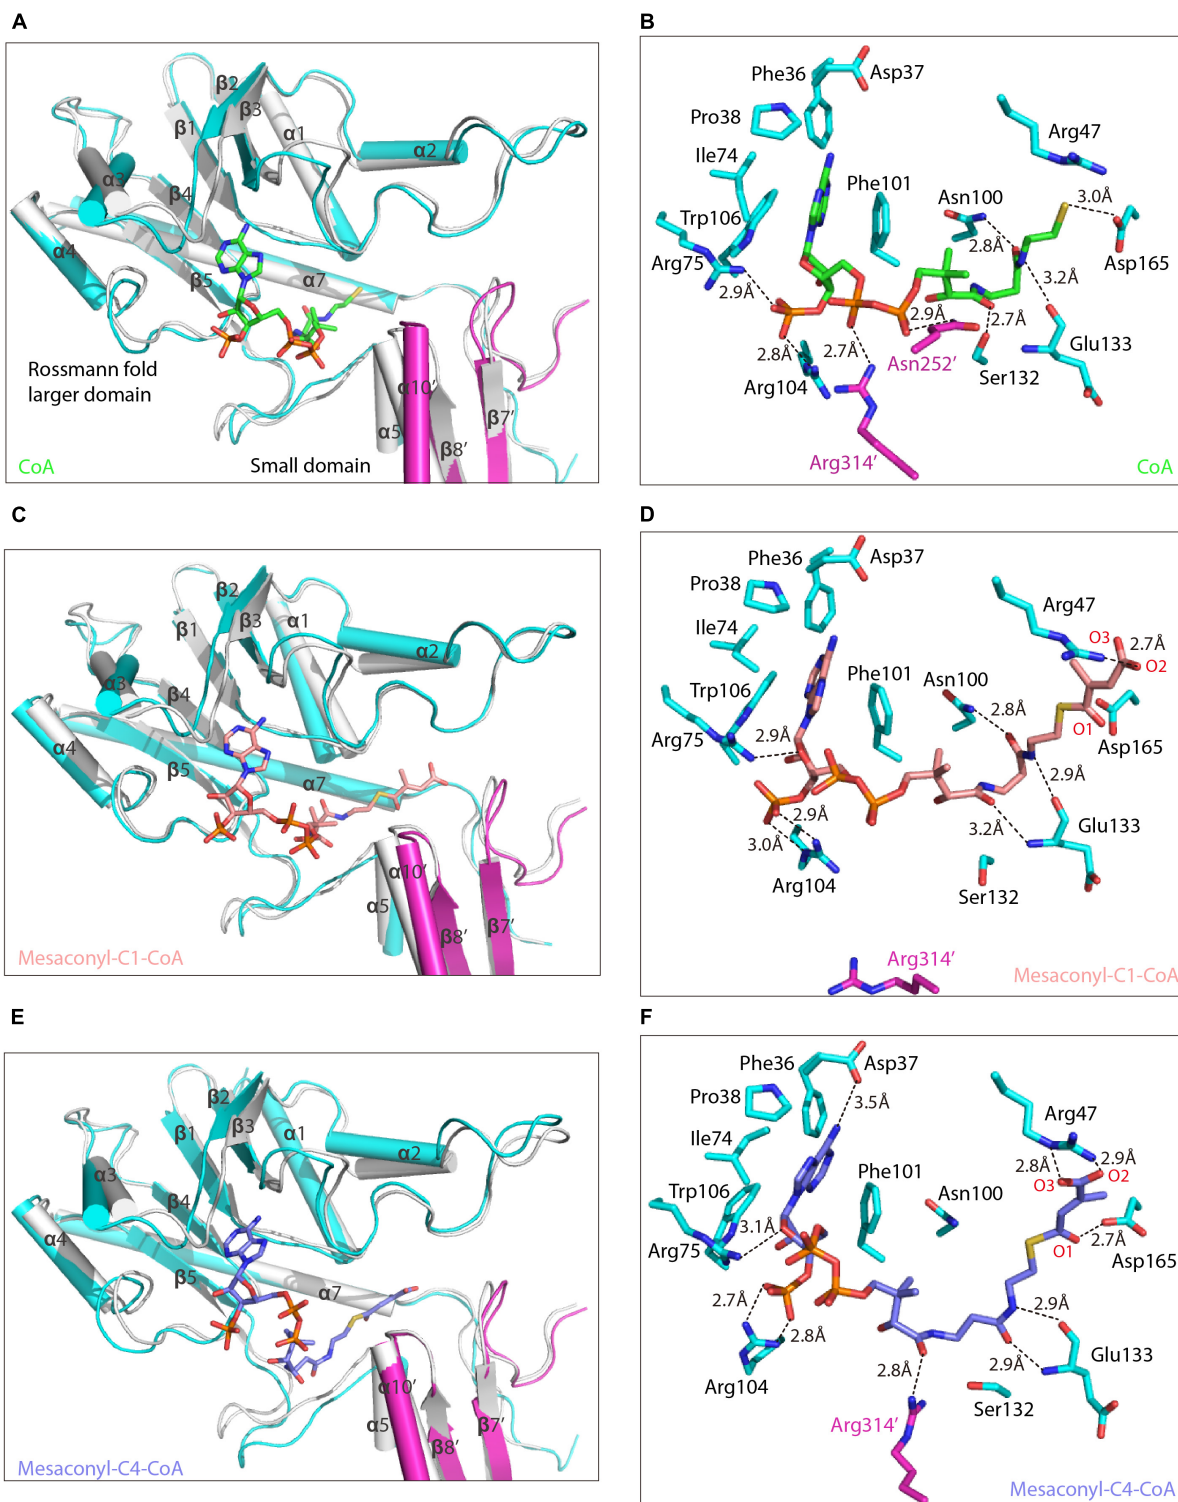 A
β2
β3
β1
α1
α2
α3
β4
α4
β5
α7
Rossmann fold
larger domain
α10′
α5
β7′
β8′
Small domain
CoA
B
Phe36
Asp37
Pro38
Arg47
Ile74
Phe101
Asn100
3.0Å
Trp106
2.8Å
Arg75
Asp165
3.2Å
2.9Å
2.9Å
2.7Å
2.8Å
2.7Å
Asn252′
Glu133
Arg104
Ser132
Arg314′
CoA
C
β2
β3
α1
β1
α2
α3
β4
α4
β5
α7
α10′
α5
β8′
β7′
Mesaconyl-C1-CoA
D
Phe36
Asp37
Pro38
Arg47
Ile74
O3
2.7Å
O2
Phe101
Asn100
Trp106
2.8Å
O1
Arg75
2.9Å
Asp165
2.9Å
2.9Å
3.2Å
Glu133
3.0Å
Arg104
Ser132
Arg314′
Mesaconyl-C1-CoA
E
β2
β1
β3
α1
α2
α3
β4
α4
β5
α7
α10′
α5
β7′
β8′
Mesaconyl-C4-CoA
F
Phe36
Asp37
Pro38
3.5Å
Arg47
Ile74
2.9Å
2.8Å
Phe101
O3
O2
Trp106
Asn100
3.1Å
O1
2.7Å
Arg75
Asp165
2.7Å
2.9Å
2.8Å
Glu133
2.9Å
2.8Å
Arg104
Ser132
Arg314′
Mesaconyl-C4-CoA